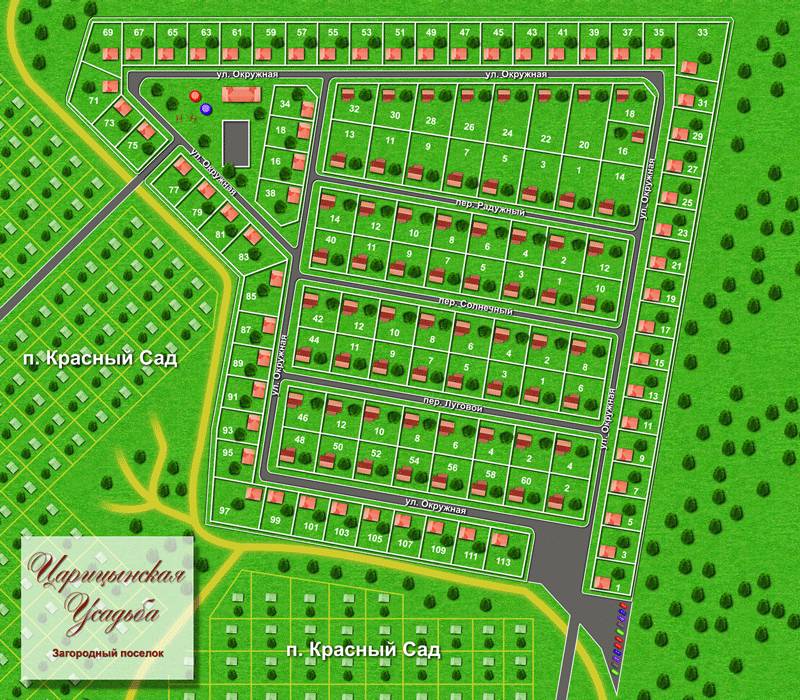 69 67 65 63 61 59 57 55 53 51 49 47 45 43 41 39 37 35 33
ул. Окружная
ул. Окружная
71
73
75
34
18
16
38
32 30 28 26 24 22 20 18
16
13 11 9 7 5 3 1 14
31
29
27
25
23
21
19
17
15
13
11
9
7
5
3
1
ул. Окружная
ул. Окружная
77
79
81
83
пер. Радужный
14 12 10 8 6 4 2 12
40 11 9 7 5 3 1 10
пер. Солнечный
85
87
89
91
93
95
97
ул. Окружная
42 12 10 8 6 4 2 8
44 11 9 7 5 3 1 6
пер. Луговой
ул. Окружная
46 12 10 8 6 4 2 4
48 50 52 54 56 58 60 2
ул. Окружная
99 101 103 105 107 109 111 113
п. Красный Сад
Царицынская
Усадьба
Загородный поселок
п. Красный Сад